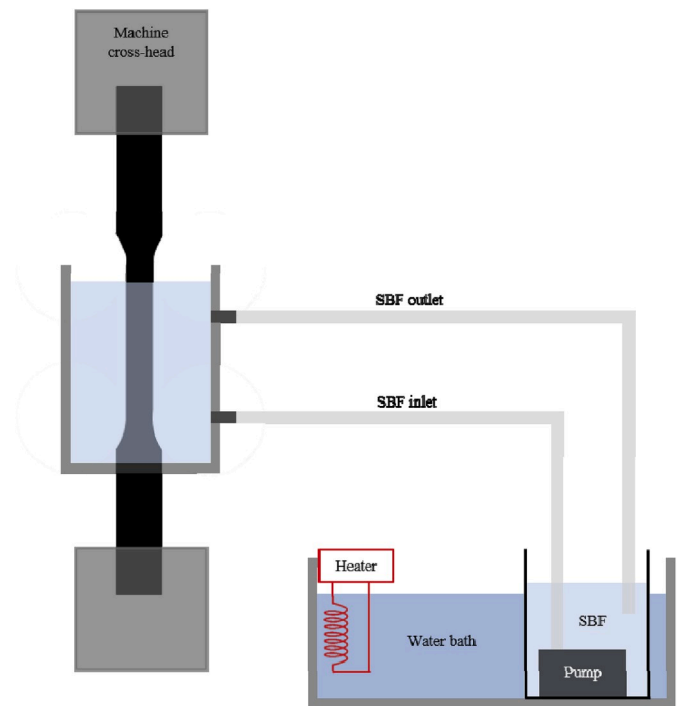 Machine
cross-head
SBF outlet
SBF inlet
Heater
SBF
Water bath
Pump